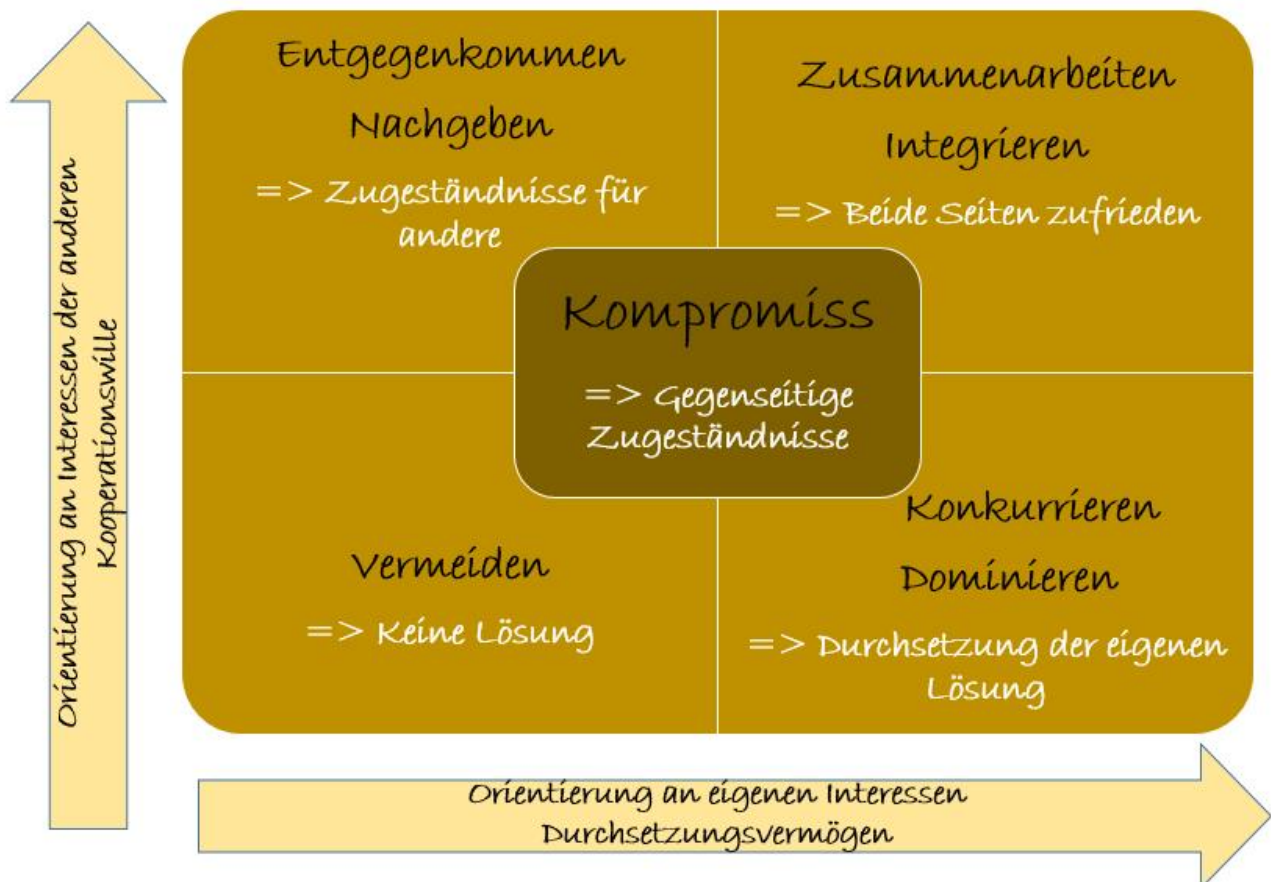 Entgegenkommen
Nachgeben
=> Zugeständnisse für
andere
Zusammenarbeiten
Integrieren
=> Beide Seiten zufrieden
Kompromiss
=> Gegenseitige
Zugeständnisse
Vermeiden
=> Keine Lösung
Konkurrieren
Dominieren
=> Durchsetzung der eigenen
Lösung
Orientierung an Interessen der anderen
Kooperationswille
Orientierung an eigenen Interessen
Durchsetzungsvermögen